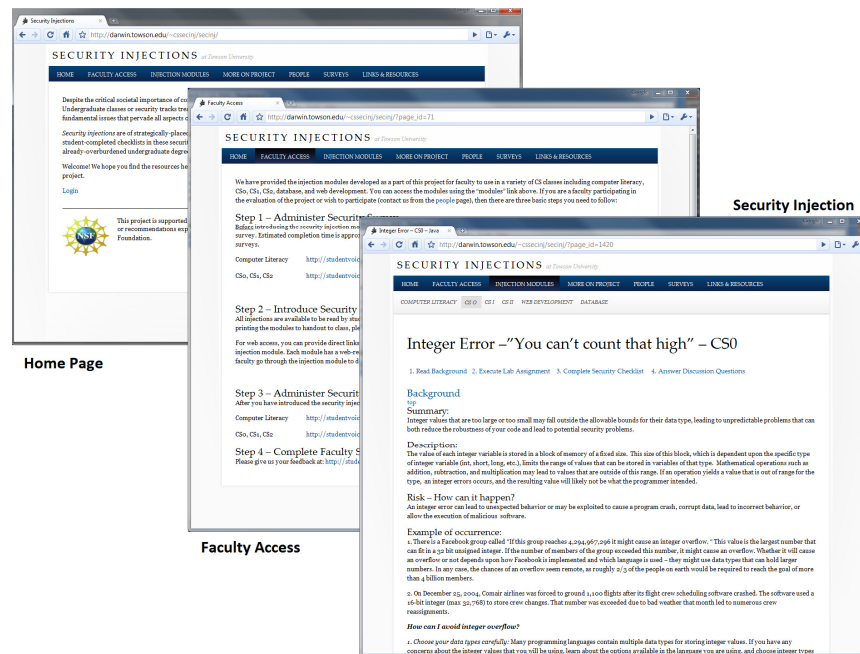 Security Injections
http://darwin.towson.edu/~cssecinj/secinj/
SECURITY INJECTIONS at Towson University
HOME FACULTY ACCESS INJECTION MODULES MORE ON PROJECT PEOPLE SURVEYS LINKS & RESOURCES
Despite the critical societal importance of
Undergraduate classes or security tracks
fundamental issues that pervade all aspects
Security injections are of strategically-placed
student-completed checklists in these
already-overburdened undergraduate
Welcome! We hope you find the resources
project.
Login
NSF
This project is supported
or recommendations
Foundation.
Home Page
Faculty Access
http://darwin.towson.edu/~cssecinj/secinj/?page_id=71
SECURITY INJECTIONS at Towson University
HOME FACULTY ACCESS INJECTION MODULES MORE ON PROJECT PEOPLE SURVEYS LINKS & RESOURCES
We have provided the injection modules developed as a part of this project for faculty to use in a variety of CS classes including computer literacy,
CS0, CS1, CS2, database, and web development. You can access the modules using the 'modules' link above. If you are a faculty participating in
the evaluation of the project or wish to participate (contact us from the people page), then there are three basic steps you need to follow:
Step 1 – Administer Security Survey
Before introducing the security injection
survey. Estimated completion time is
surveys.
Computer Literacy
CS0, CS1, CS2
Step 2 – Introduce Security
All injections are available to be read by
printing the modules to handout to class,
For web access, you can provide direct links
injection module. Each module has a
faculty go through the injection module to
Step 3 – Administer
After you have introduced the security
Computer Literacy
CS0, CS1, CS2
Step 4 – Complete Faculty
Please give us your feedback at:
Faculty Access
Security Injection
Integer Error – CS0 – Java
http://darwin.towson.edu/~cssecinj/secinj/?page_id=1420
SECURITY INJECTIONS at Towson University
HOME FACULTY ACCESS INJECTION MODULES MORE ON PROJECT PEOPLE SURVEYS LINKS & RESOURCES
COMPUTER LITERACY CS 0 CS I CS II WEB DEVELOPMENT DATABASE
Integer Error –"You can't count that high" – CS0
1. Read Background 2. Execute Lab Assignment 3. Complete Security Checklist 4. Answer Discussion Questions
Background
top
Summary:
Integer values that are too large or too small may fall outside the allowable bounds for their data type, leading to unpredictable problems that can
both reduce the robustness of your code and lead to potential security problems.
Description:
The value of each integer variable is stored in a block of memory of a fixed size. This size of this block, which is dependent upon the specific type
of integer variable (int, short, long, etc.), limits the range of values that can be stored in variables of that type. Mathematical operations such as
addition, subtraction, and multiplication may lead to values that are outside of this range. If an operation yields a value that is out of range for the
type, an integer errors occurs, and the resulting value will likely not be what the programmer intended.
Risk – How can it happen?
An integer error can lead to unexpected behavior or may be exploited to cause a program crash, corrupt data, lead to incorrect behavior, or
allow the execution of malicious software.
Example of occurrence:
1. There is a Facebook group called "If this group reaches 4,294,967,296 it might cause an integer overflow. " This value is the largest number that
can fit in a 32 bit unsigned integer. If the number of members of the group exceeded this number, it might cause an overflow. Whether it will cause
an overflow or not depends upon how Facebook is implemented and which language is used – they might use data types that can hold larger
numbers. In any case, the chances of an overflow seem remote, as roughly 2/3 of the people on earth would be required to reach the goal of more
than 4 billion members.
2. On December 25, 2004, Comair airlines was forced to ground 1,100 flights after its flight crew scheduling software crashed. The software used a
16-bit integer (max 32,768) to store crew changes. That number was exceeded due to bad weather that month led to numerous crew
reassignments.
How can I avoid integer overflow?
1. Choose your data types carefully: Many programming languages contain multiple data types for storing integer values. If you have any
concerns about the integer values that you will be using, learn about the options available in the language you are using, and choose integer types